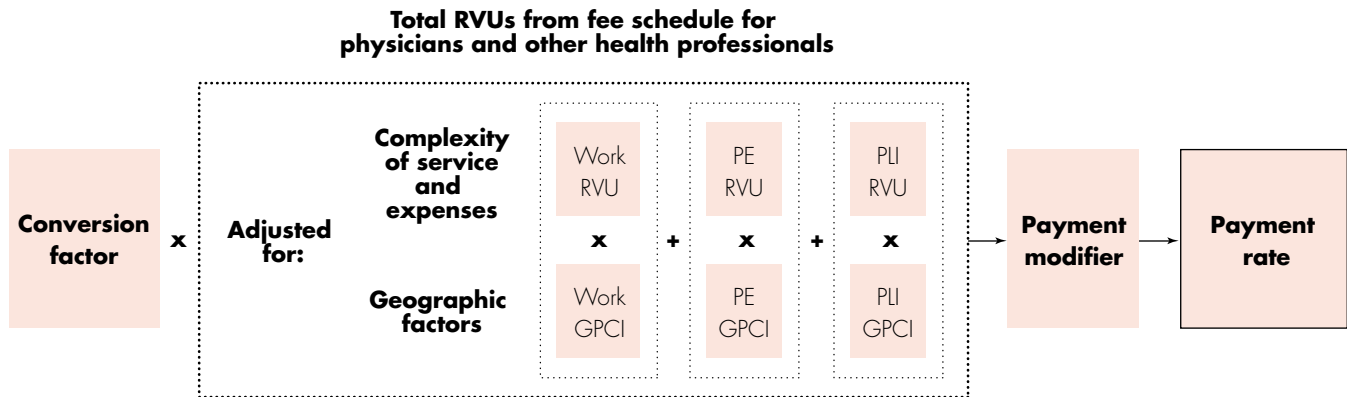 Total RVUs from fee schedule for
physicians and other health professionals
Conversion
factor
x
Adjusted
for:
Complexity
of service
and
expenses
Work
RVU
x
Work
GPCI
+
PE
RVU
x
PE
GPCI
+
PLI
RVU
x
PLI
GPCI
Geographic
factors
Payment
modifier
Payment
rate